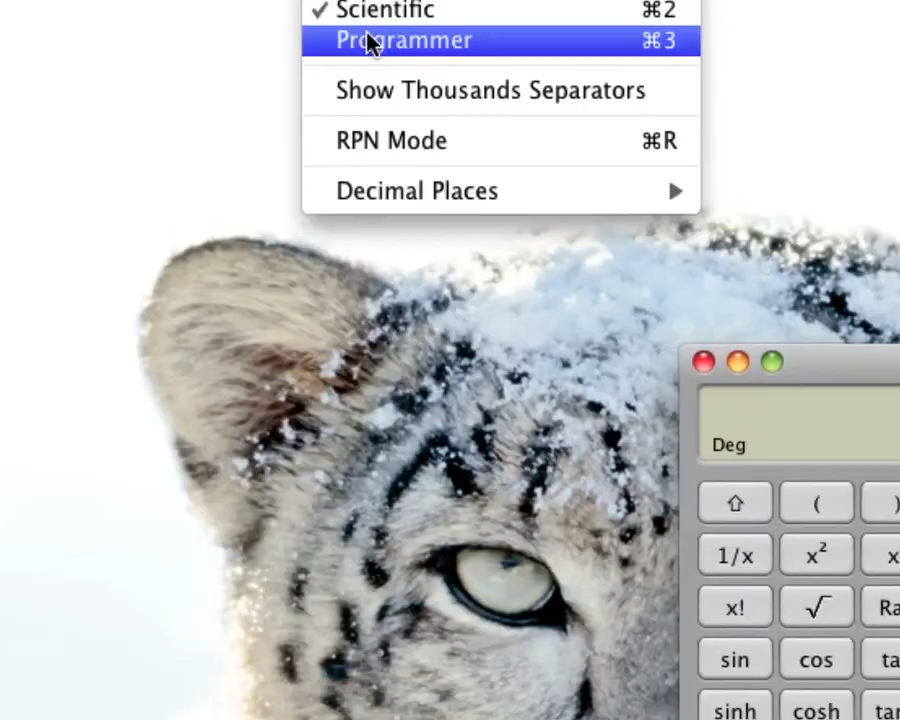 ✓ Scientific ⌘2
Programmer ⌘3
Show Thousands Separators
RPN Mode ⌘R
Decimal Places ▶
Deg
⇧ ( )
1/x x²
x! √
sin cos
sinh cosh